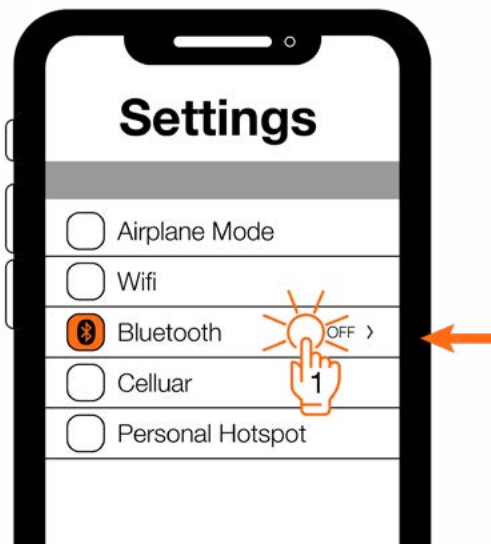 Settings
Airplane Mode
Wifi
Bluetooth OFF >
1
Celluar
Personal Hotspot